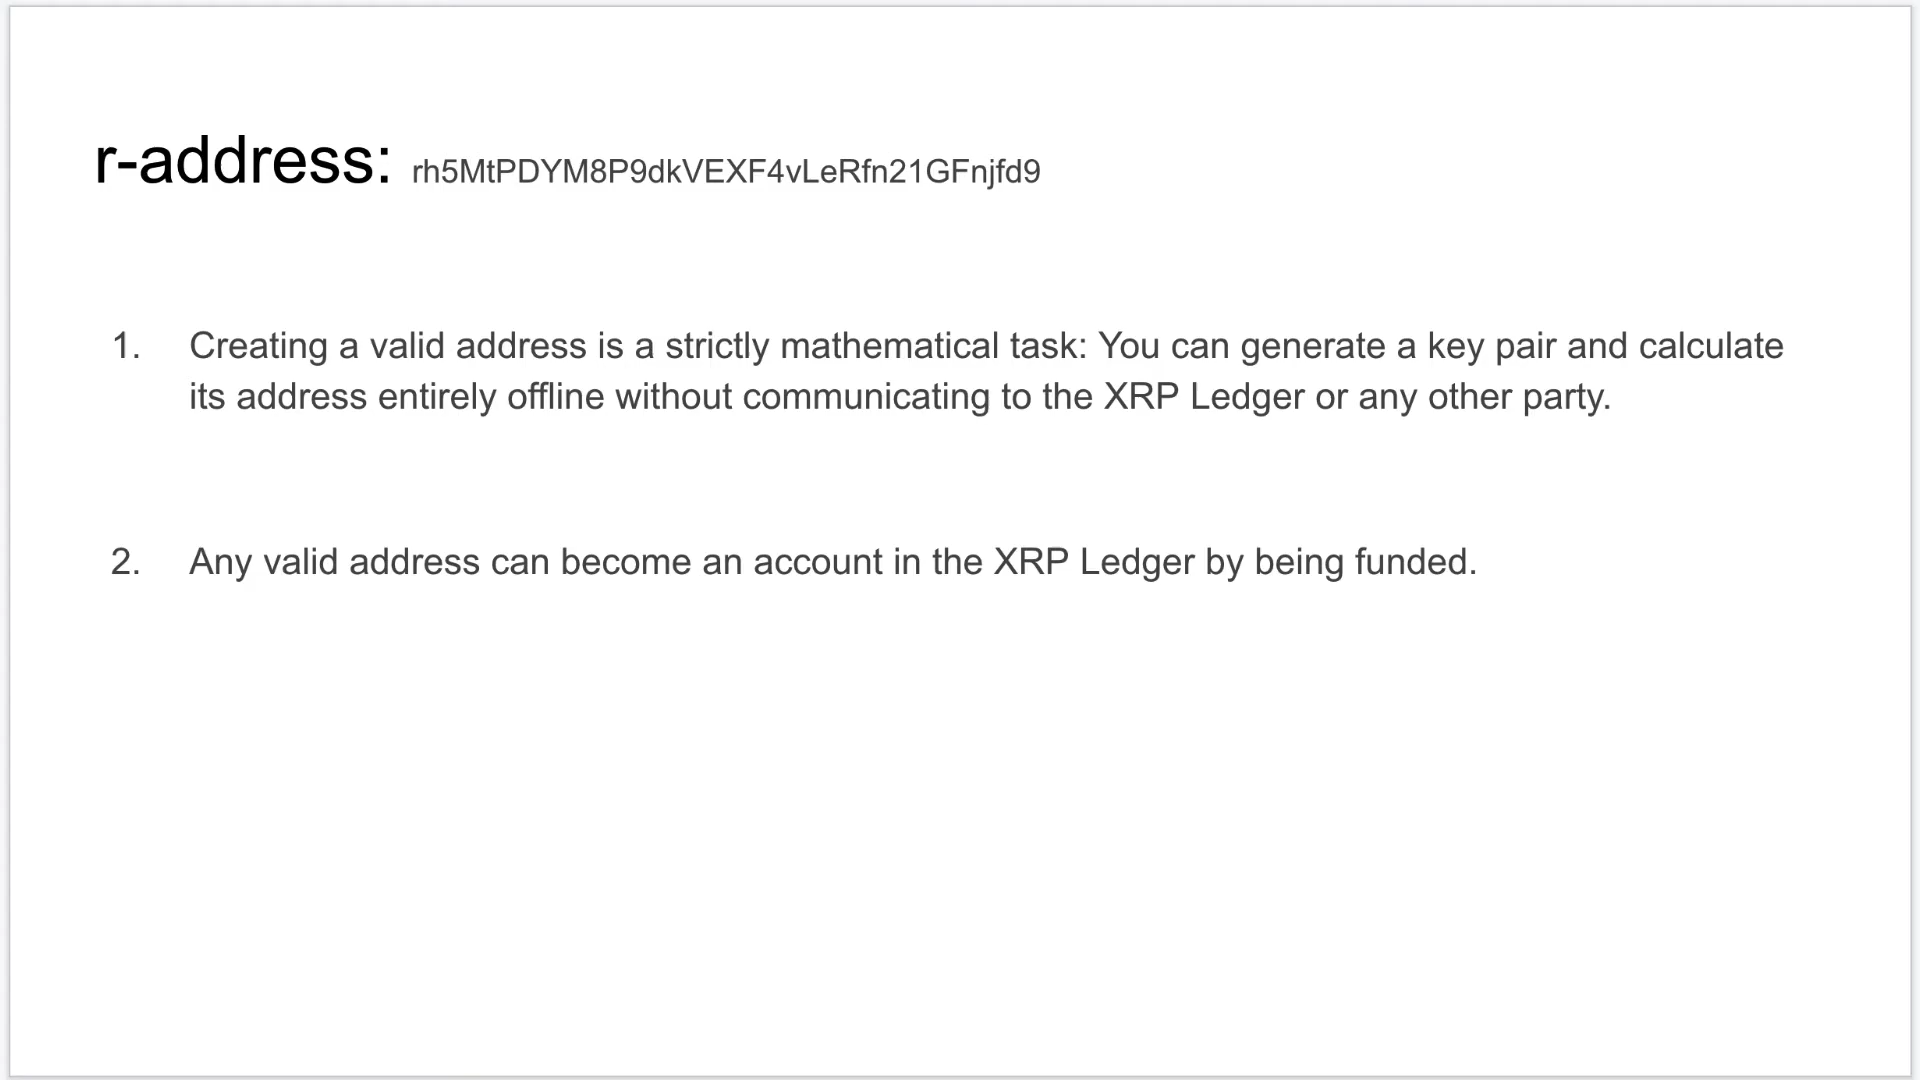 r-address: rh5MtPDYM8P9dkVEXF4vLeRfn21GFnjfd9
1. Creating a valid address is a strictly mathematical task: You can generate a key pair and calculate
its address entirely offline without communicating to the XRP Ledger or any other party.
2. Any valid address can become an account in the XRP Ledger by being funded.